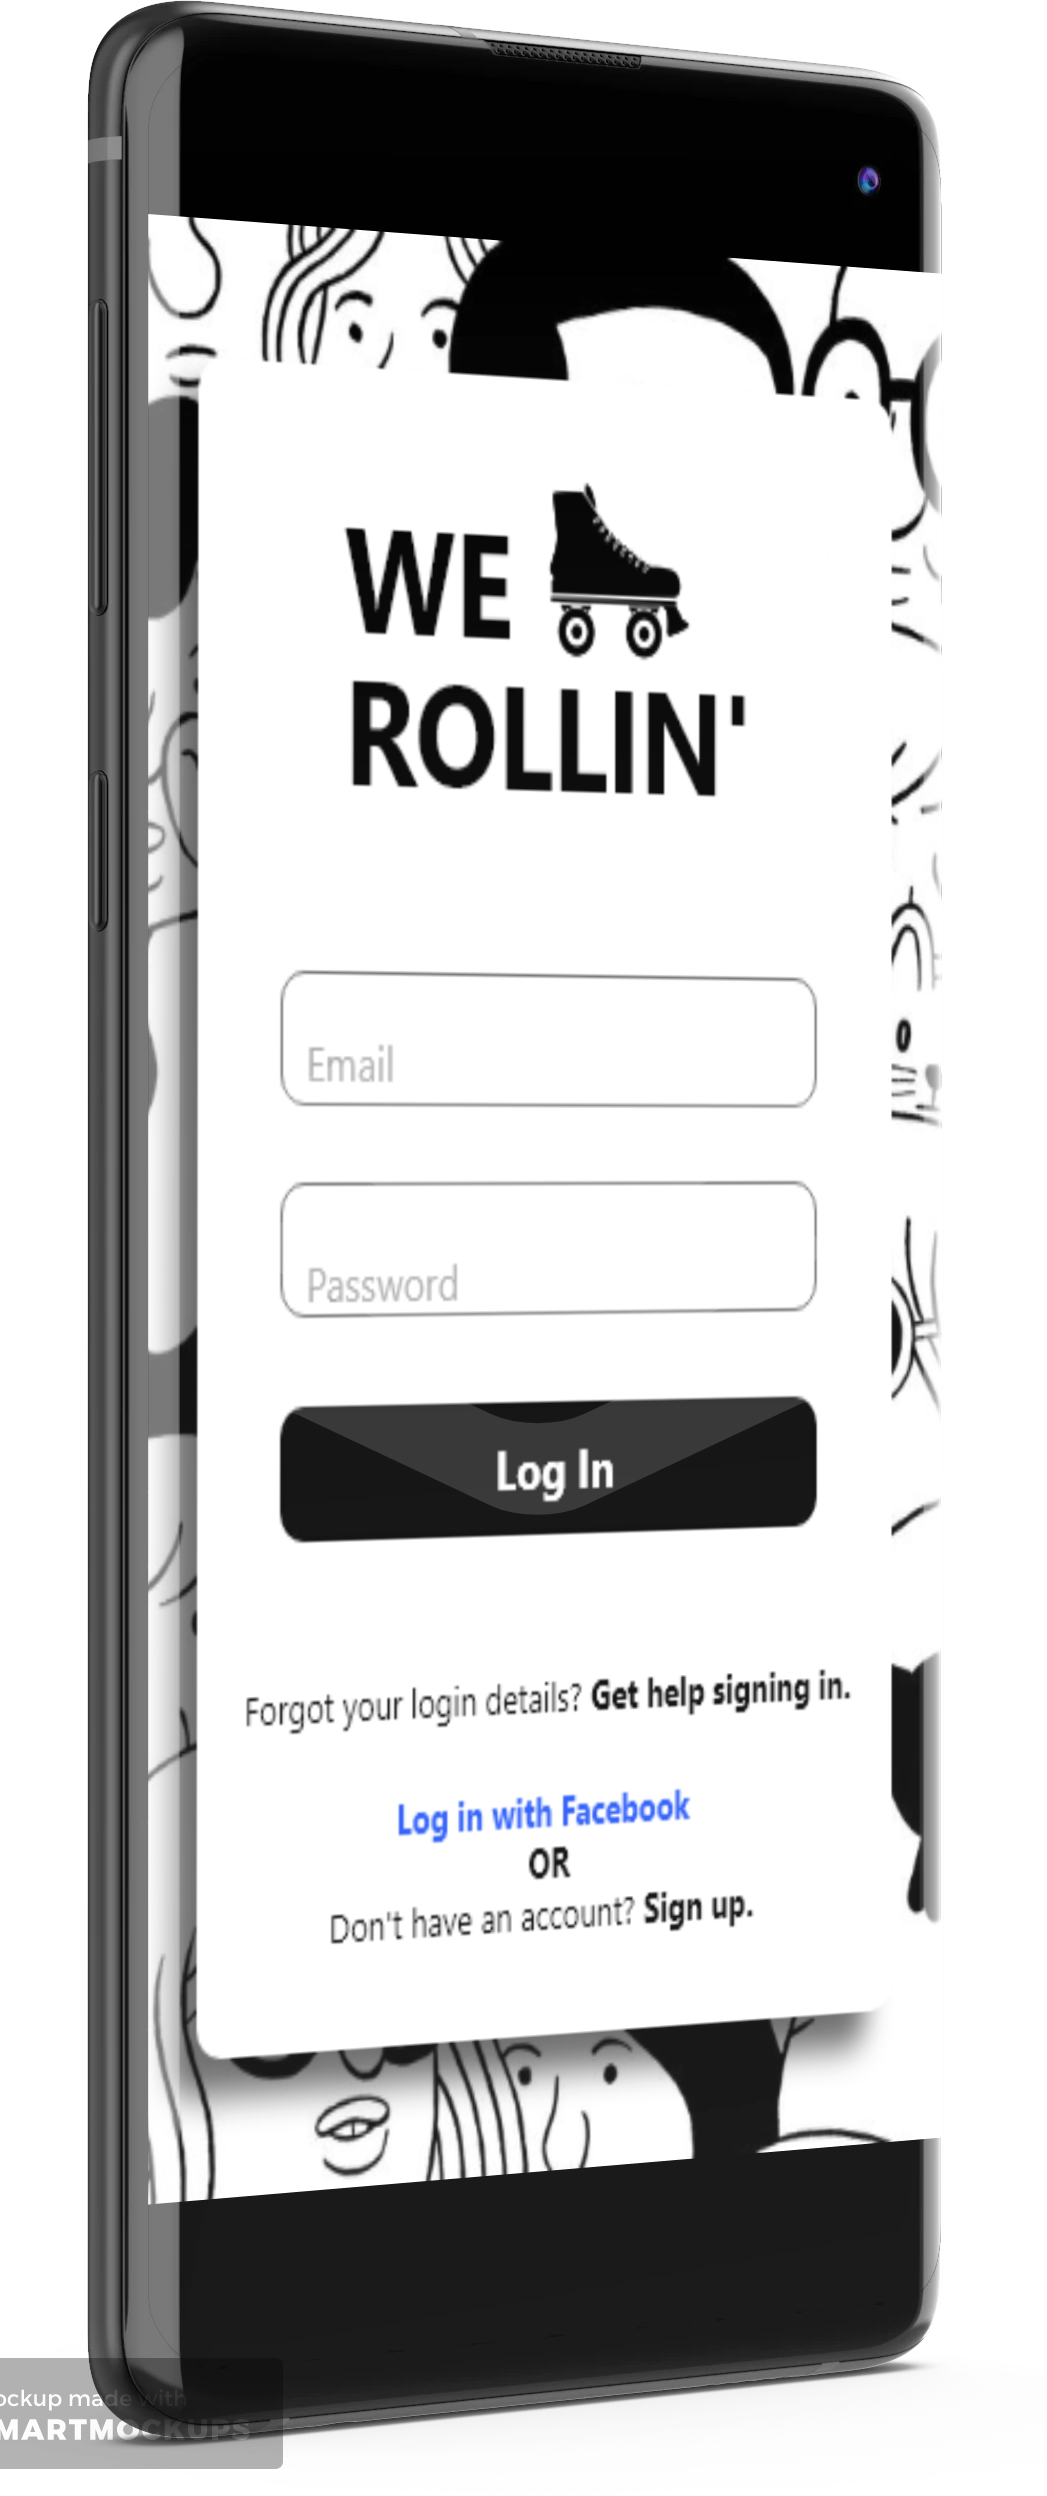 WE
ROLLIN'
Email
Password
Log In
Forgot your login details? Get help signing in.
Log in with Facebook
OR
Don't have an account? Sign up.
ockup made with
MARTMOCKUPS